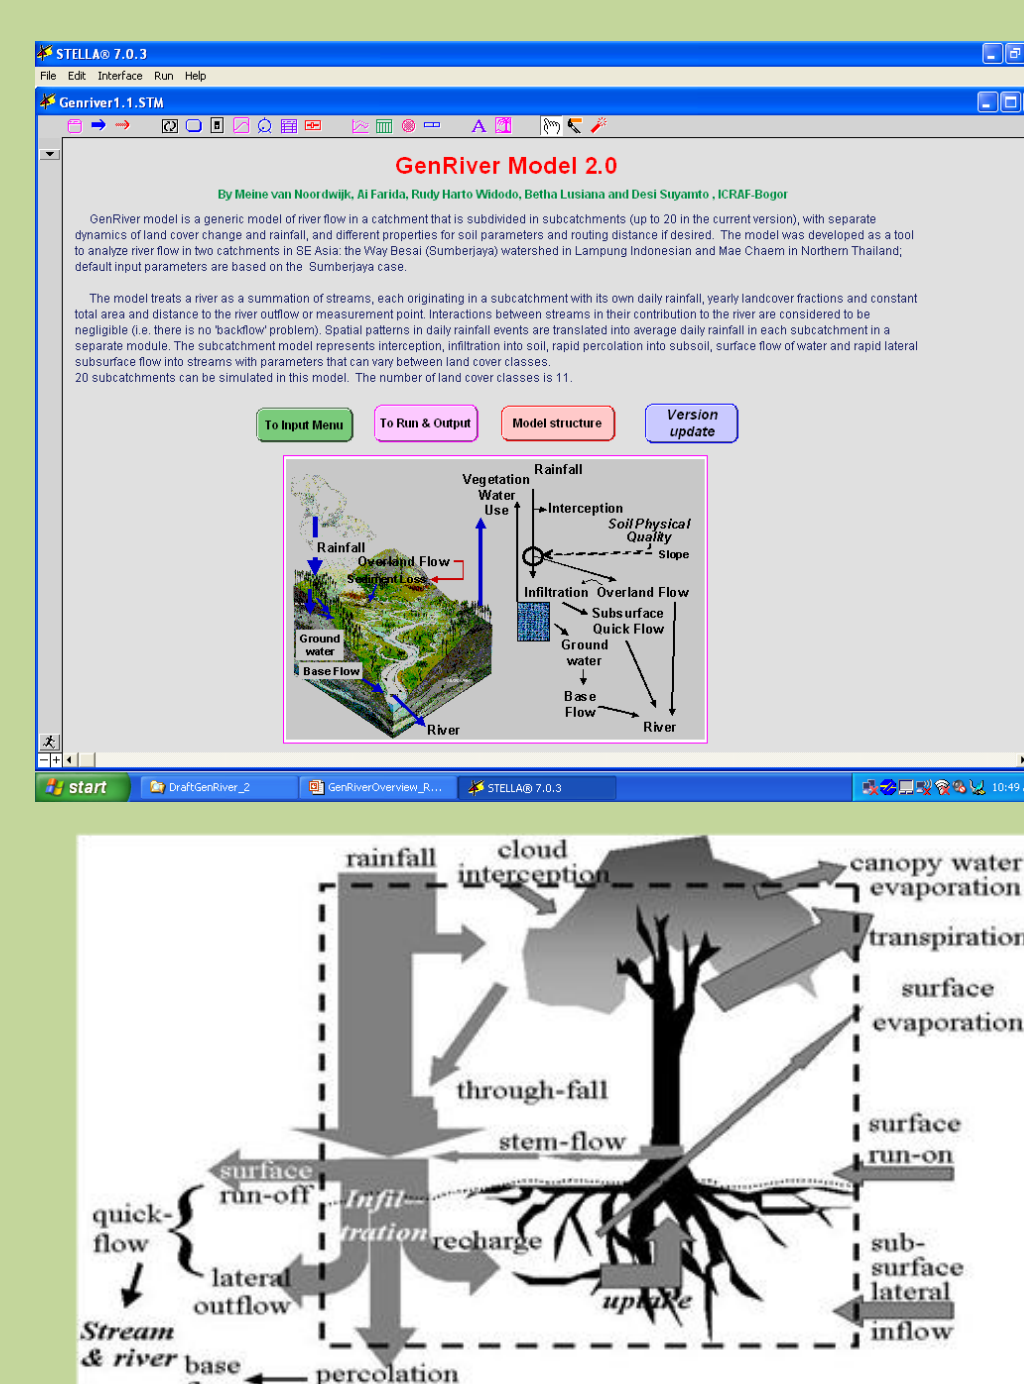 STELLA® 7.0.3
File Edit Interface Run Help
Genriver1.1.STM
A
GenRiver Model 2.0
By Meine van Noordwijk, Ai Farida, Rudy Harto Widodo, Betha Lusiana and Desi Suyamto , ICRAF-Bogor
GenRiver model is a generic model of river flow in a catchment that is subdivided in subcatchments (up to 20 in the current version), with separate
dynamics of land cover change and rainfall, and different properties for soil parameters and routing distance if desired. The model was developed as a tool
to analyze river flow in two catchments in SE Asia: the Way Besai (Sumberjaya) watershed in Lampung Indonesian and Mae Chaem in Northern Thailand;
default input parameters are based on the Sumberjaya case.
The model treats a river as a summation of streams, each originating in a subcatchment with its own daily rainfall, yearly landcover fractions and constant
total area and distance to the river outflow or measurement point. Interactions between streams in their contribution to the river are considered to be
negligible (i.e. there is no 'backflow' problem). Spatial patterns in daily rainfall events are translated into average daily rainfall in each subcatchment in a
separate module. The subcatchment model represents interception, infiltration into soil, rapid percolation into subsoil, surface flow of water and rapid lateral
subsurface flow into streams with parameters that can vary between land cover classes.
20 subcatchments can be simulated in this model. The number of land cover classes is 11.
To Input Menu
To Run & Output
Model structure
Version
update
Rainfall
Overland Flow
Sediment Loss
Ground
water
Base Flow
River
Rainfall
Vegetation
Water
Use
Interception
Soil Physical
Quality
Slope
Infiltration Overland Flow
Subsurface
Quick Flow
Ground
water
Base
Flow
River
start
DraftGenRiver_2
GenRiverOverview_R...
STELLA® 7.0.3
10:49
rainfall
cloud
interception
canopy water
evaporation
transpiration
surface
evaporation
through-fall
stem-flow
surface
run-on
surface
run-off
Infil-
tration
quick-
flow
recharge
lateral
outflow
uptake
sub-
surface
lateral
inflow
Stream
& river
base
percolation